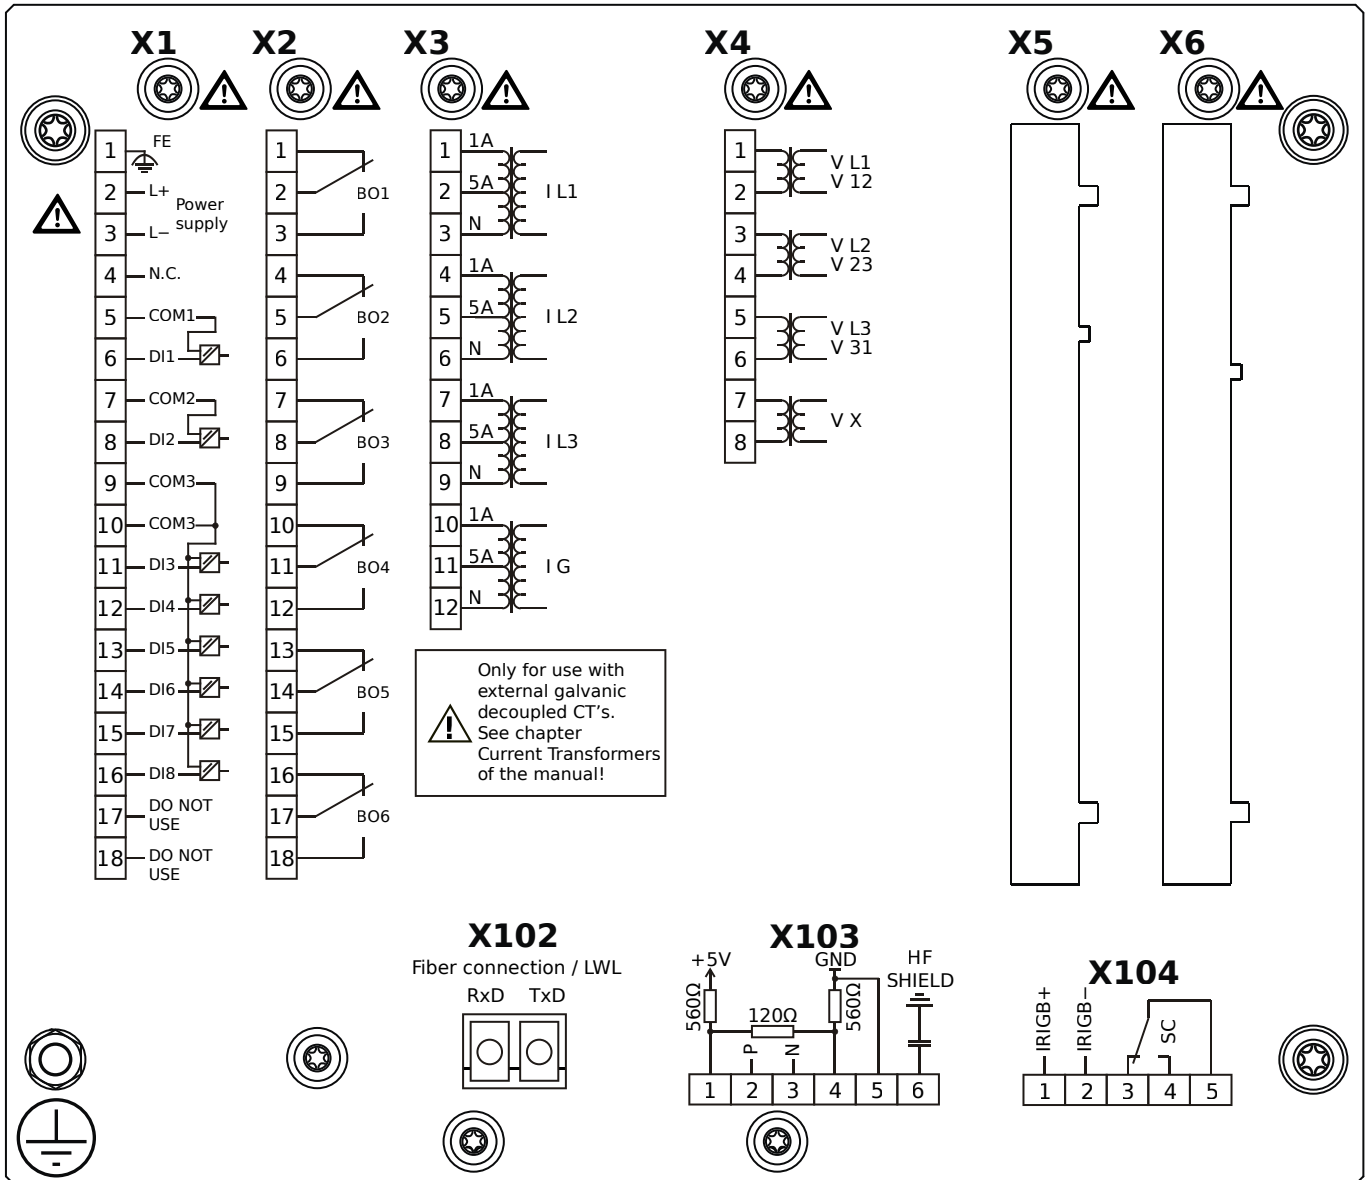 X1 X2 X3 X4 X5 X6
1 FE
2 L+
Power
supply
3 L−
4 N.C.
5 COM1
6 DI1
7 COM2
8 DI2
9 COM3
10 COM3
11 DI3
12 DI4
13 DI5
14 DI6
15 DI7
16 DI8
17 DO NOT
USE
18 DO NOT
USE
1
2 BO1
3
4
5 BO2
6
7
8 BO3
9
10
11 BO4
12
13
14 BO5
15
16
17 BO6
18
1 1A
2 5A I L1
3 N
4 1A
5 5A I L2
6 N
7 1A
8 5A I L3
9 N
10 1A
11 5A I G
12 N
Only for use with
external galvanic
decoupled CT's.
See chapter
Current Transformers
of the manual!
1 V L1
2 V 12
3 V L2
4 V 23
5 V L3
6 V 31
7
V X
8
X102
Fiber connection / LWL
RxD TxD
X103
+5V GND HF
SHIELD
560Ω 120Ω 560Ω
P N
1 2 3 4 5 6
X104
IRIGB+ IRIGB− SC
1 2 3 4 5